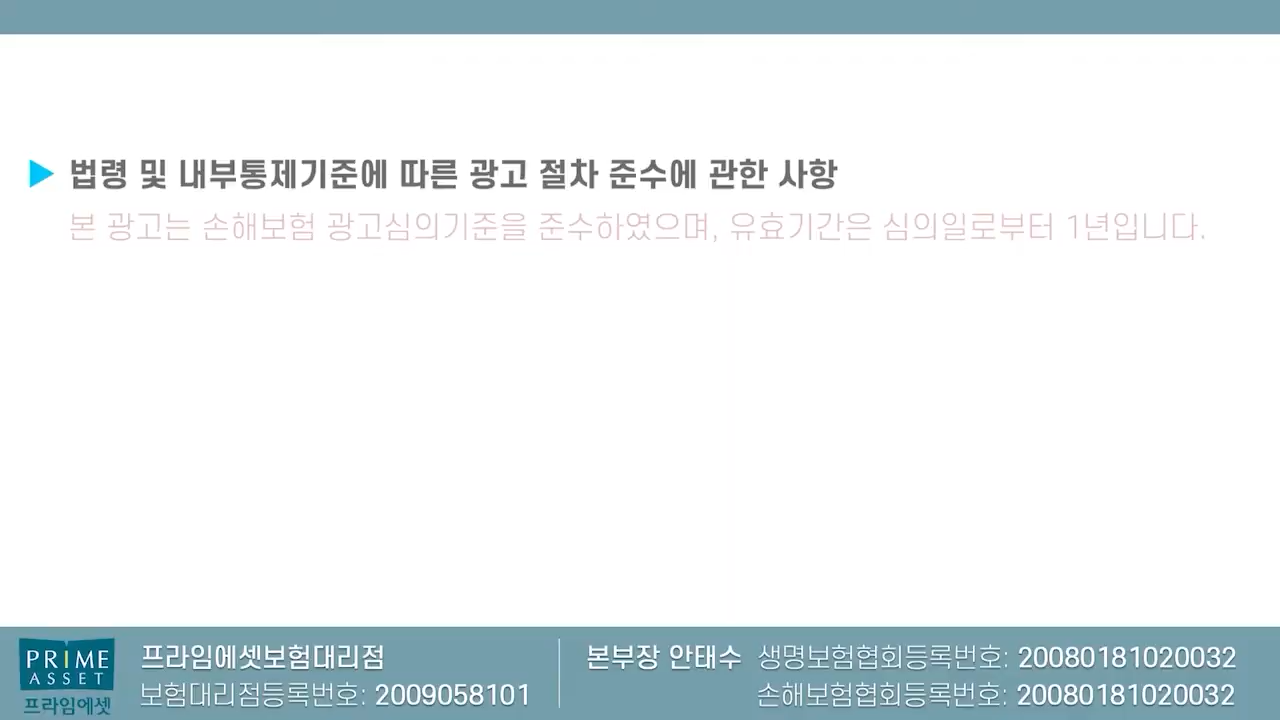 ▶ 법령 및 내부통제기준에 따른 광고 절차 준수에 관한 사항
본 광고는 손해보험 광고심의기준을 준수하였으며, 유효기간은 심의일로부터 1년입니다.
PRIME
ASSET
프라임에셋
프라임에셋보험대리점
보험대리점등록번호: 2009058101
본부장 안태수 생명보험협회등록번호: 20080181020032
손해보험협회등록번호: 20080181020032